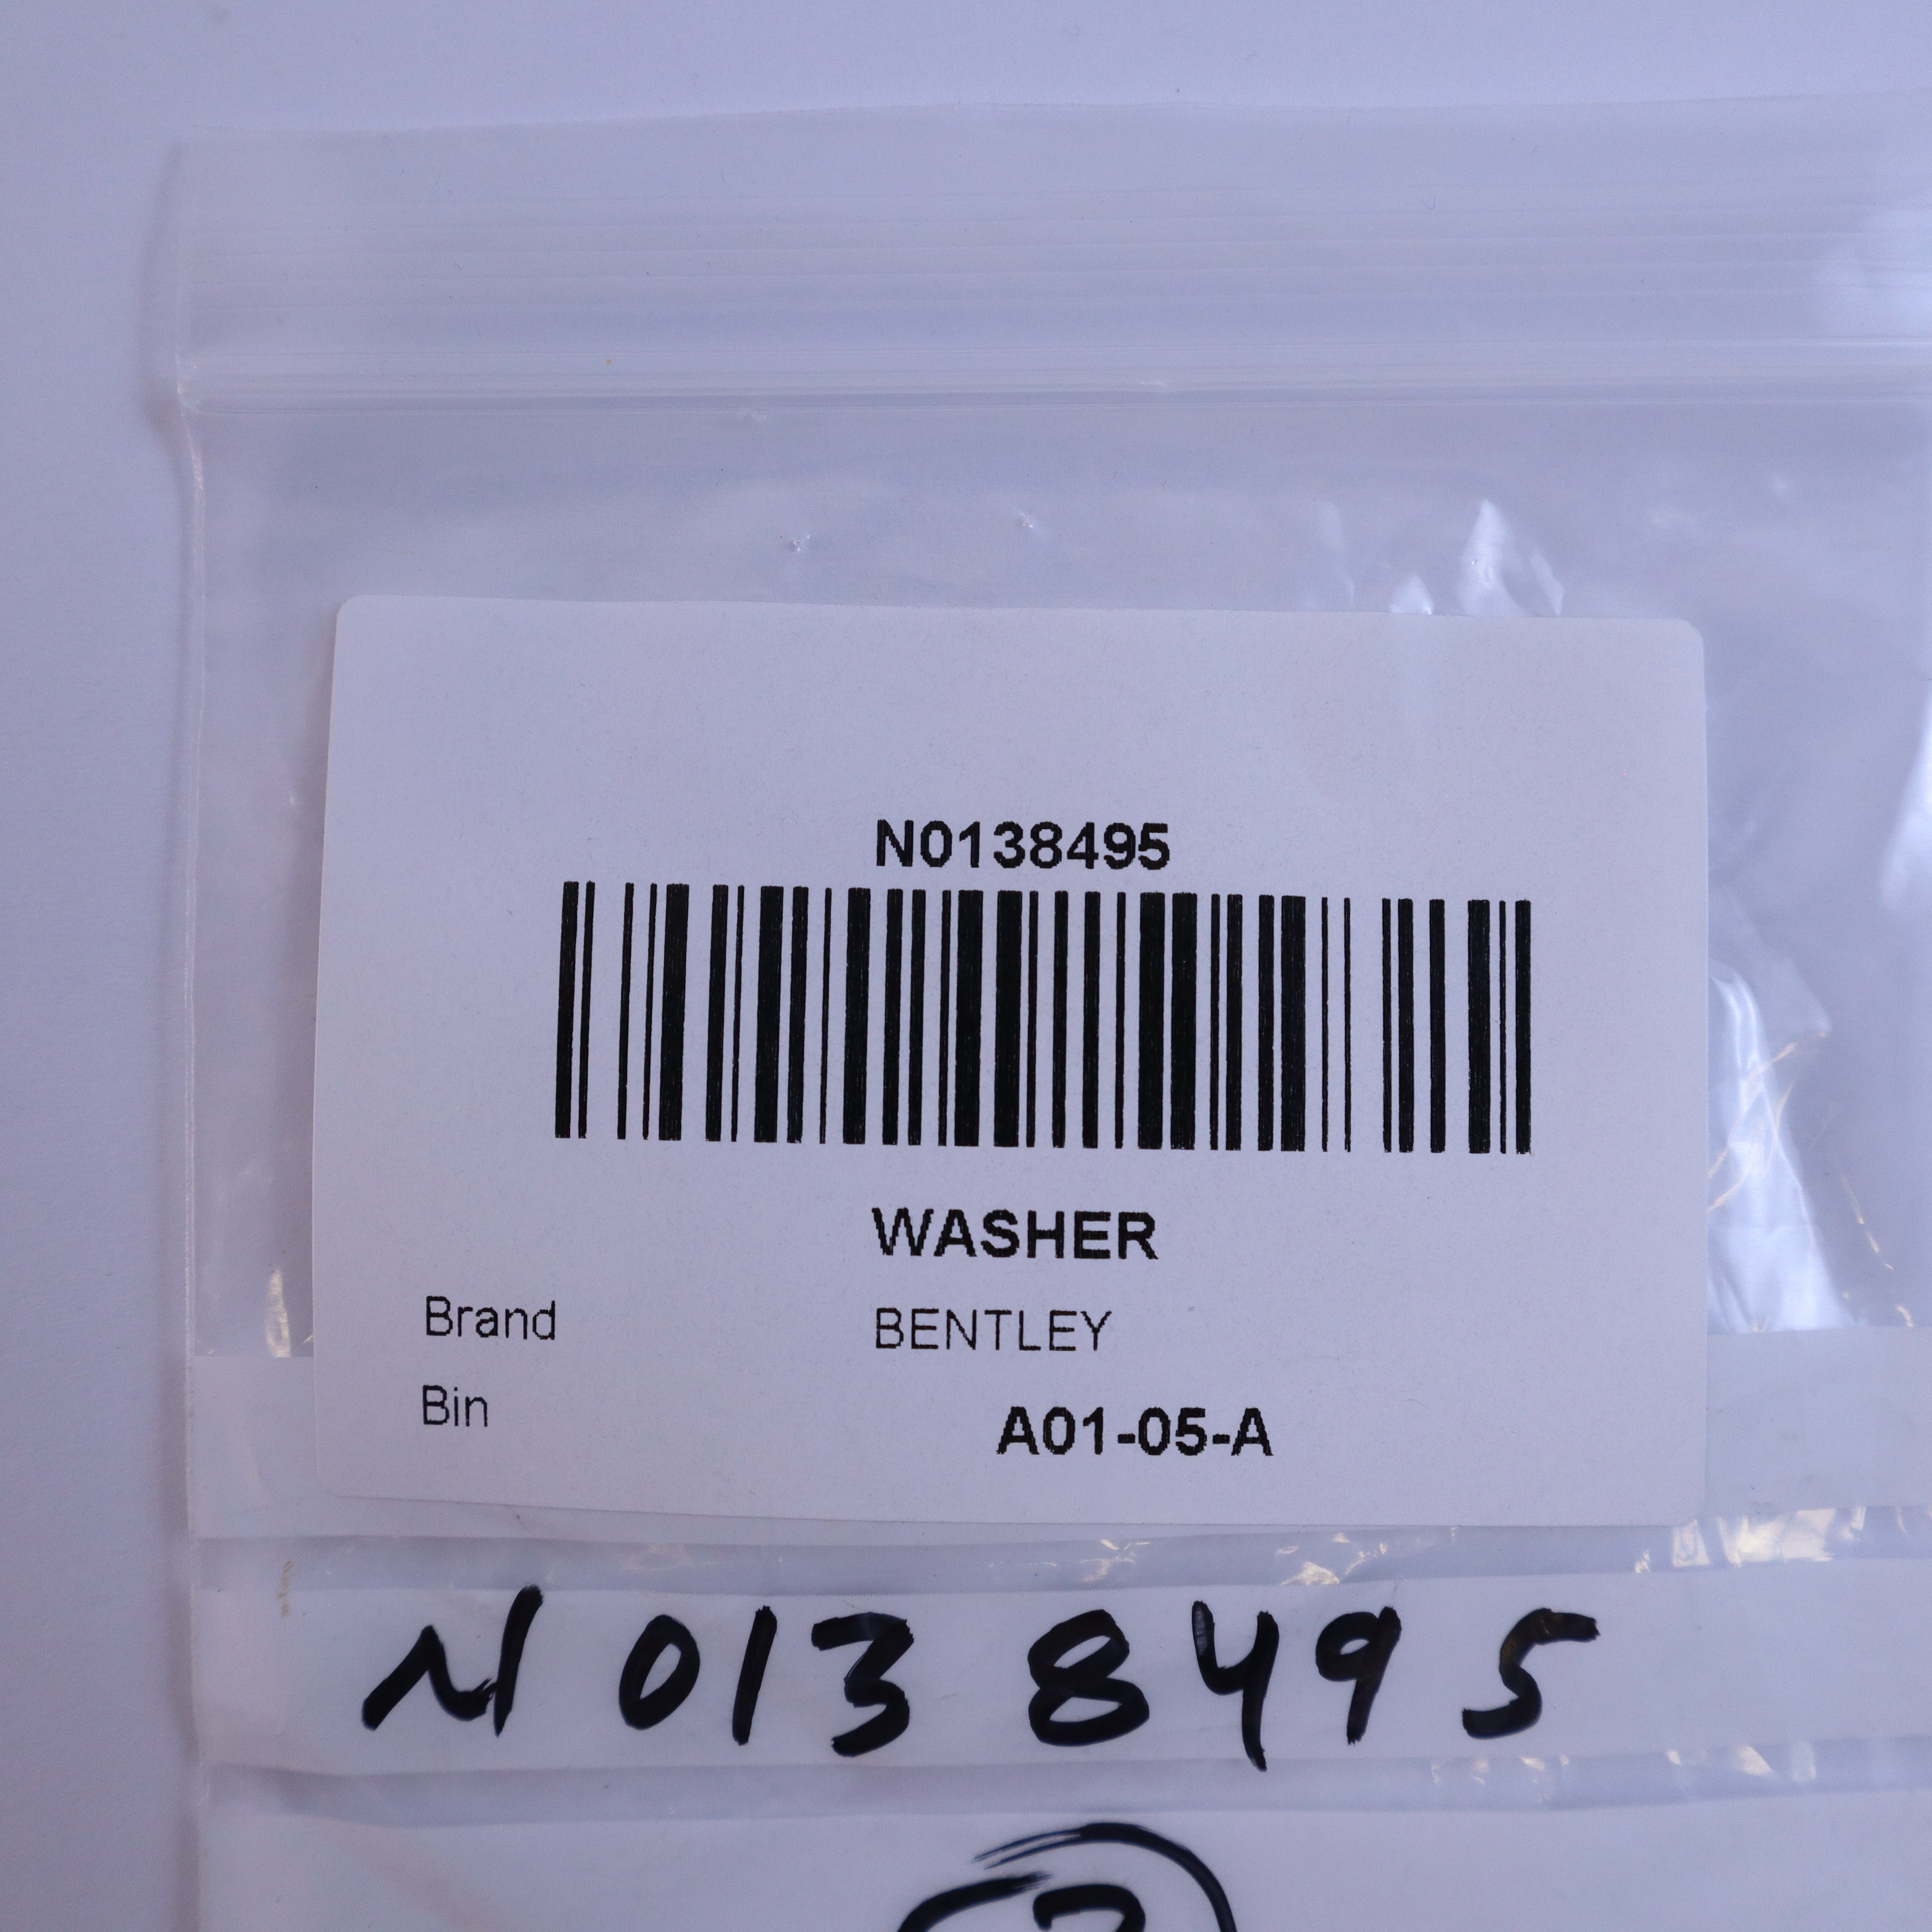 N0138495
WASHER
Brand BENTLEY
Bin A01-05-A
N0138495